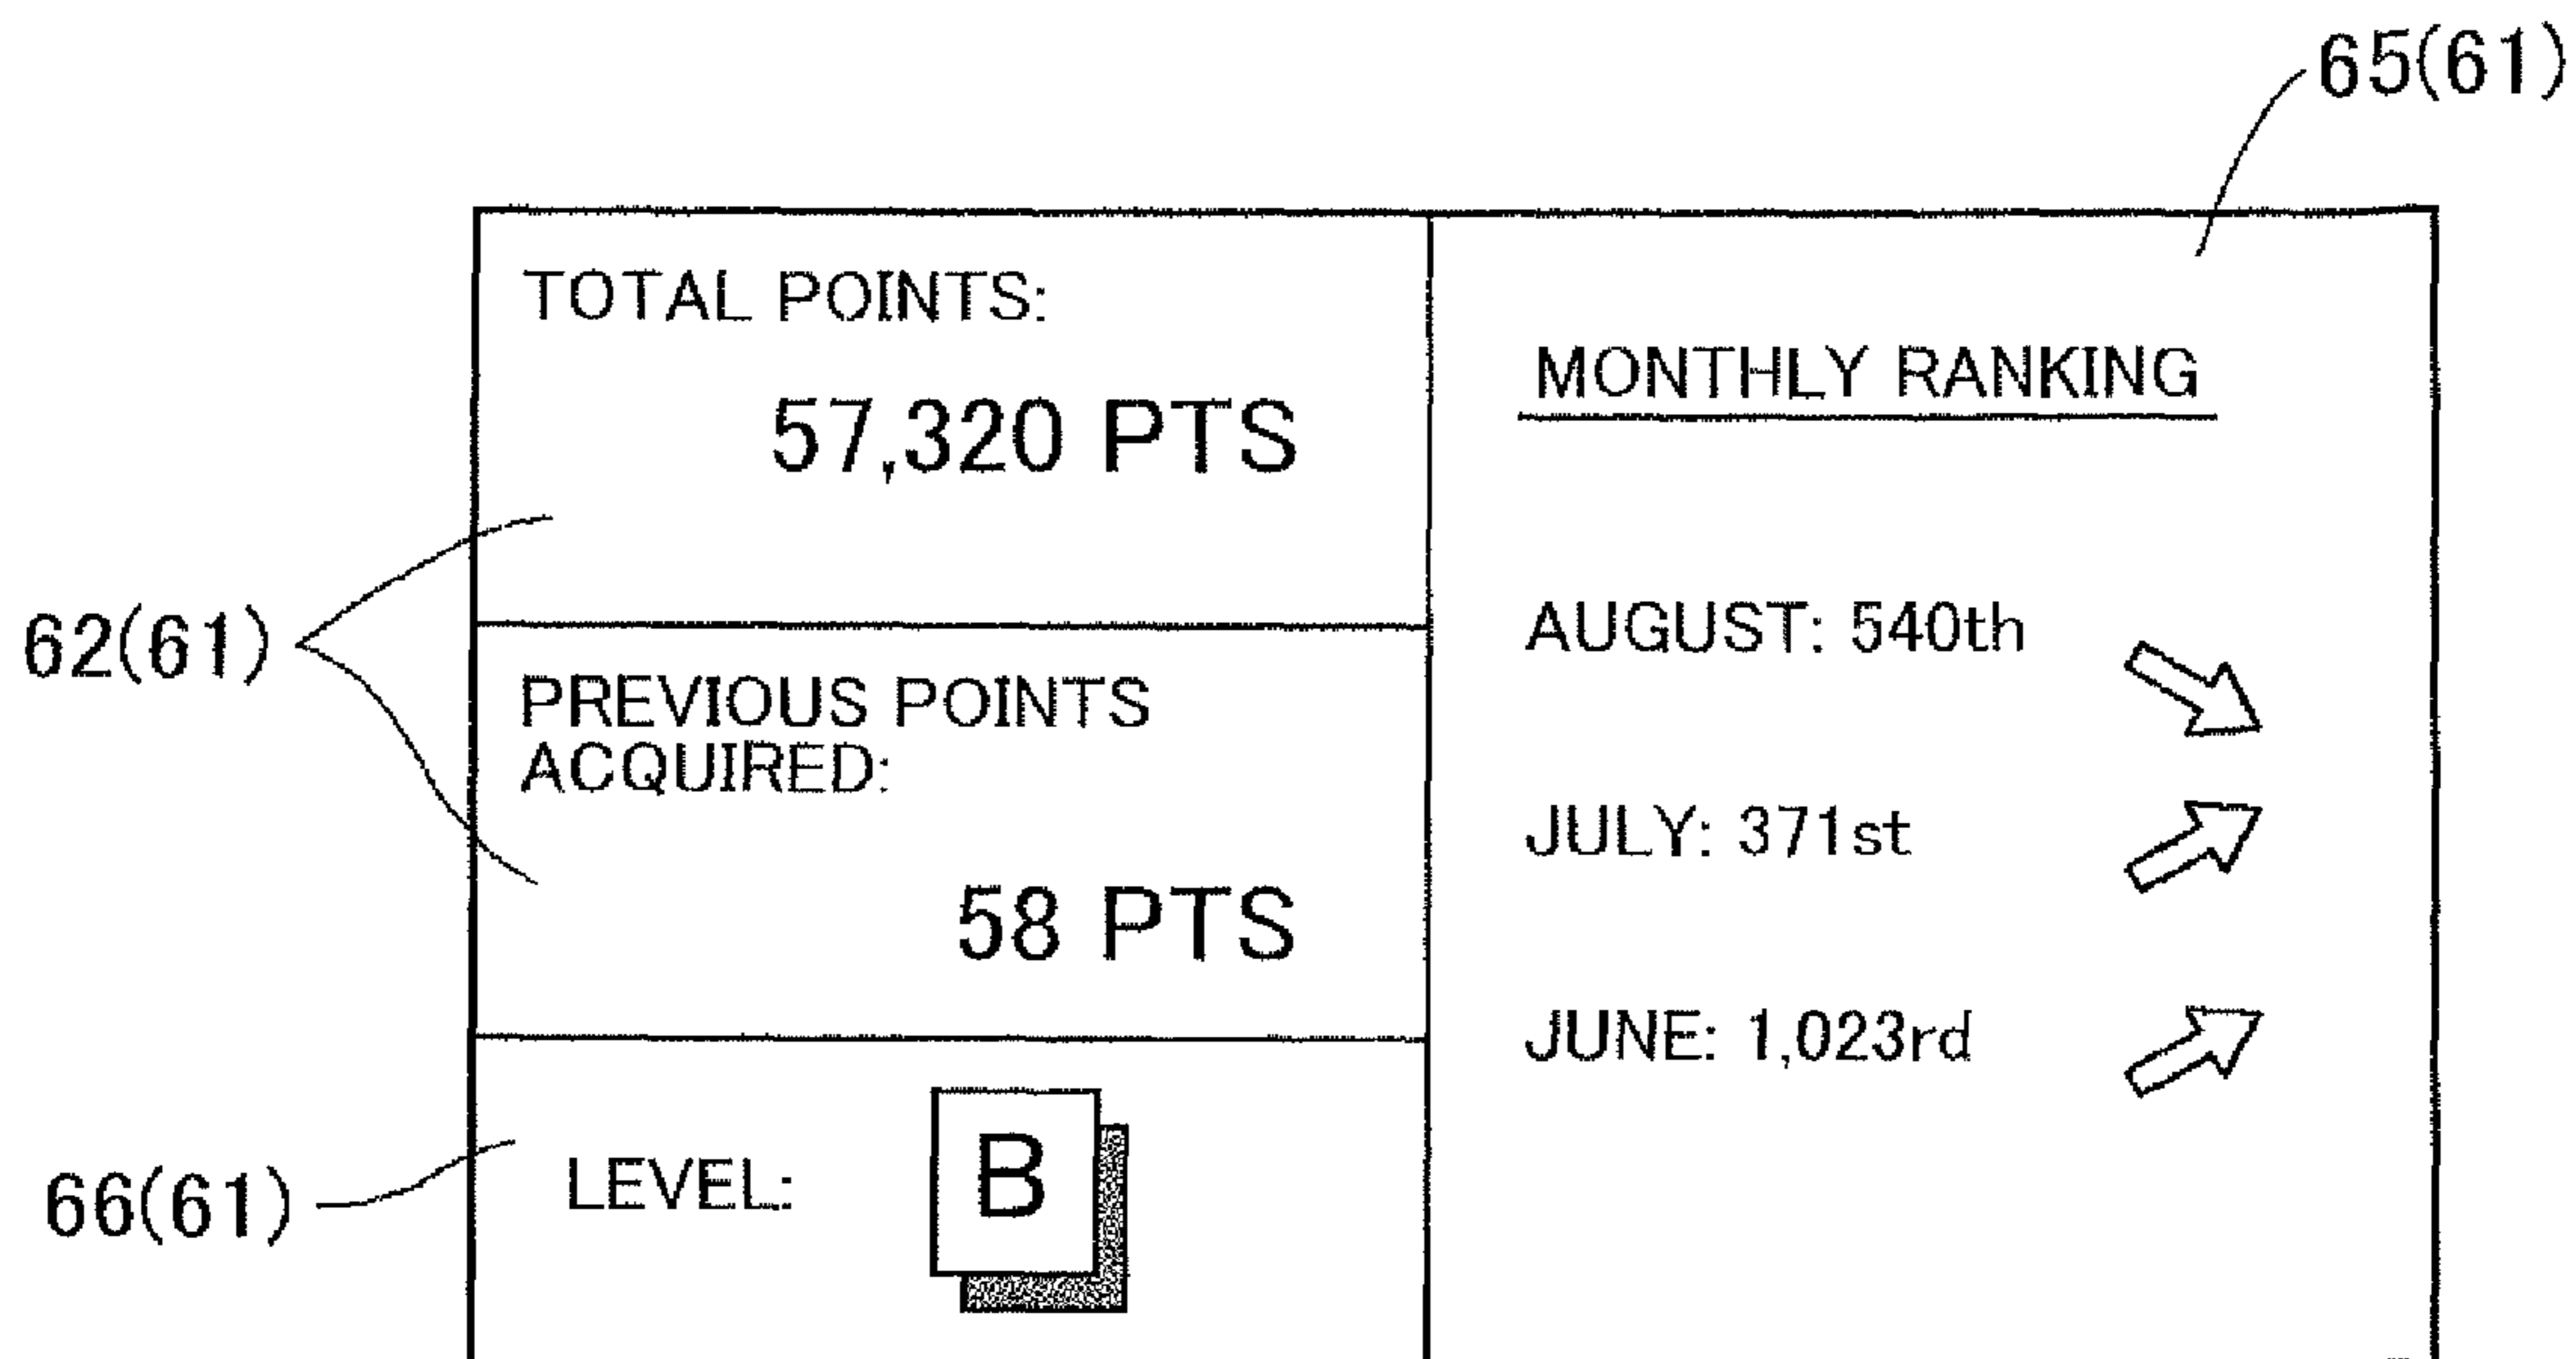 65(61)
TOTAL POINTS:
57,320 PTS
62(61)
PREVIOUS POINTS
ACQUIRED:
58 PTS
66(61)
LEVEL:
B
MONTHLY RANKING
AUGUST: 540th
JULY: 371st
JUNE: 1,023rd